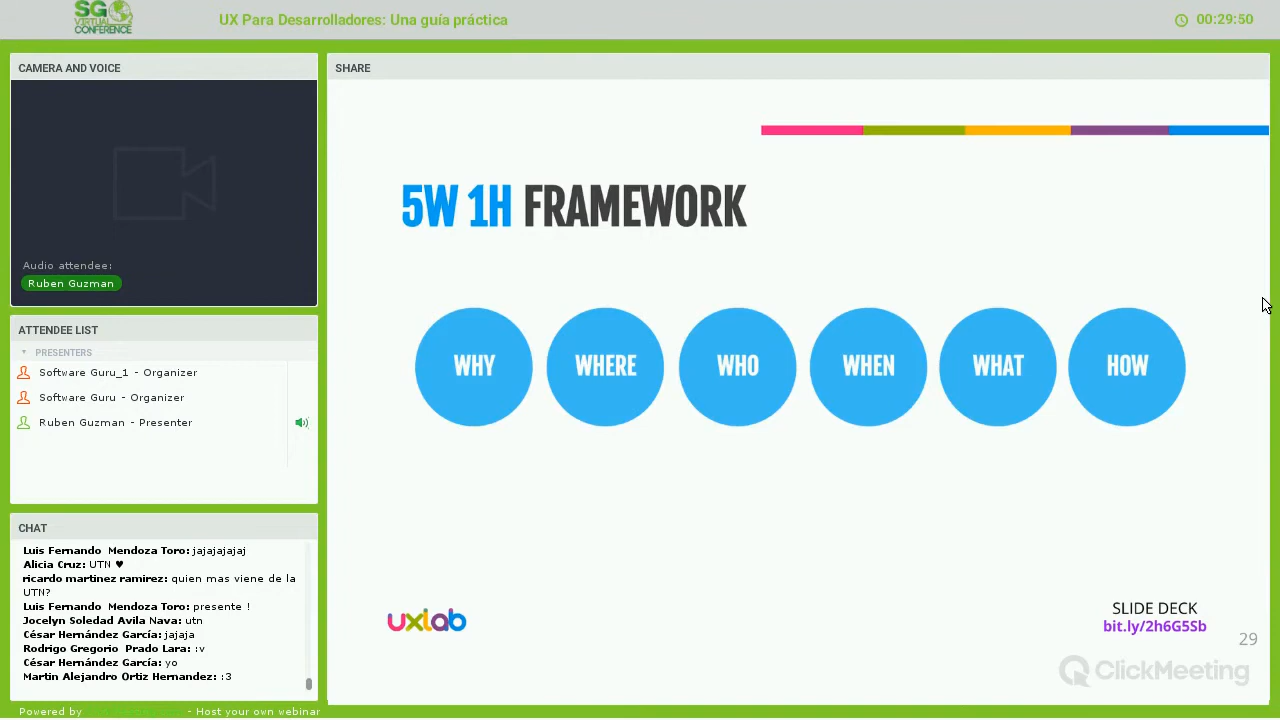 SG
VIRTUAL
CONFERENCE
UX Para Desarrolladores: Una guía práctica
00:29:50
CAMERA AND VOICE
Audio attendee:
Ruben Guzman
ATTENDEE LIST
PRESENTERS
Software Guru_1 - Organizer
Software Guru - Organizer
Ruben Guzman - Presenter
CHAT
Luis Fernando Mendoza Toro: jajajajajaj
Alicia Cruz: UTN ♥
ricardo martinez ramirez: quien mas viene de la
UTN?
Luis Fernando Mendoza Toro: presente !
Jocelyn Soledad Avila Nava: utn
César Hernández García: jajaja
Rodrigo Gregorio Prado Lara: :v
César Hernández García: yo
Martin Alejandro Ortiz Hernandez: :3
Powered by - Host your own webinar
SHARE
5W 1H FRAMEWORK
WHY
WHERE
WHO
WHEN
WHAT
HOW
uxlab
SLIDE DECK
bit.ly/2h6G5Sb
29
ClickMeeting